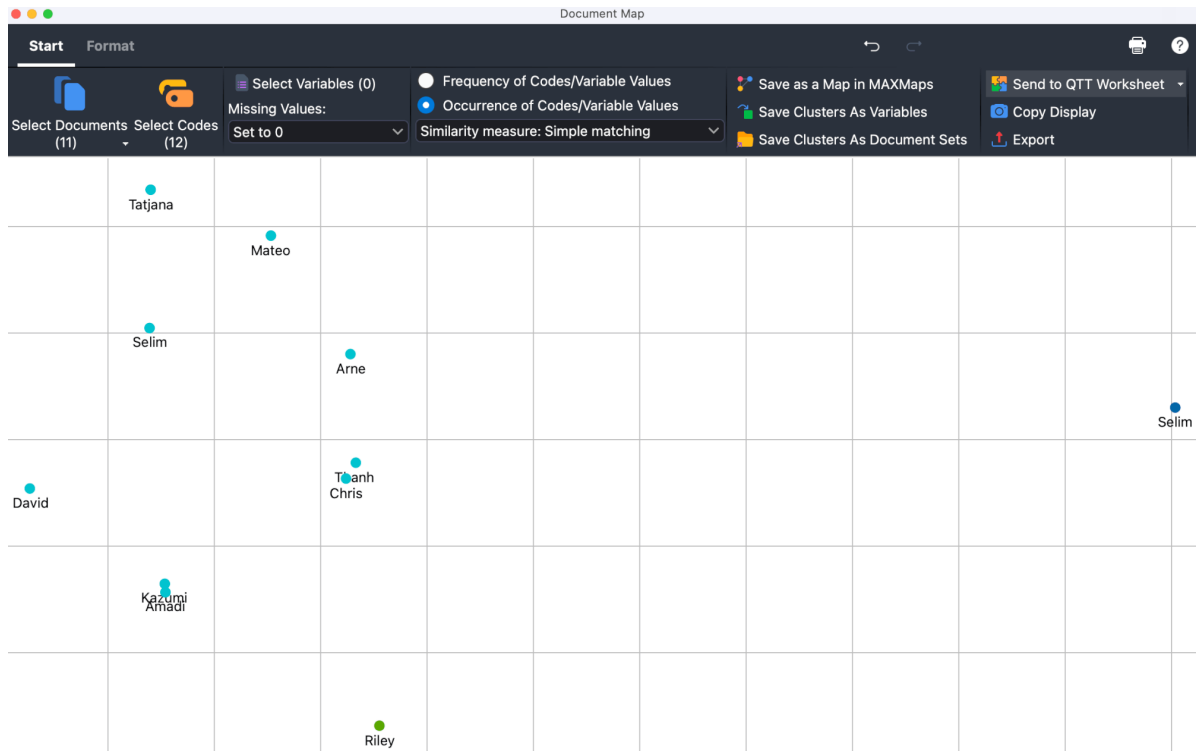 Document Map
Start Format
Select Documents
(11)
Select Codes
(12)
Select Variables (0)
Missing Values:
Set to 0
Frequency of Codes/Variable Values
Occurrence of Codes/Variable Values
Similarity measure: Simple matching
Save as a Map in MAXMaps
Save Clusters As Variables
Save Clusters As Document Sets
Send to QTT Worksheet
Copy Display
Export
Tatjana
Mateo
Selim
Arne
Selim
Thanh
Chris
David
Kazumi
Amadi
Riley